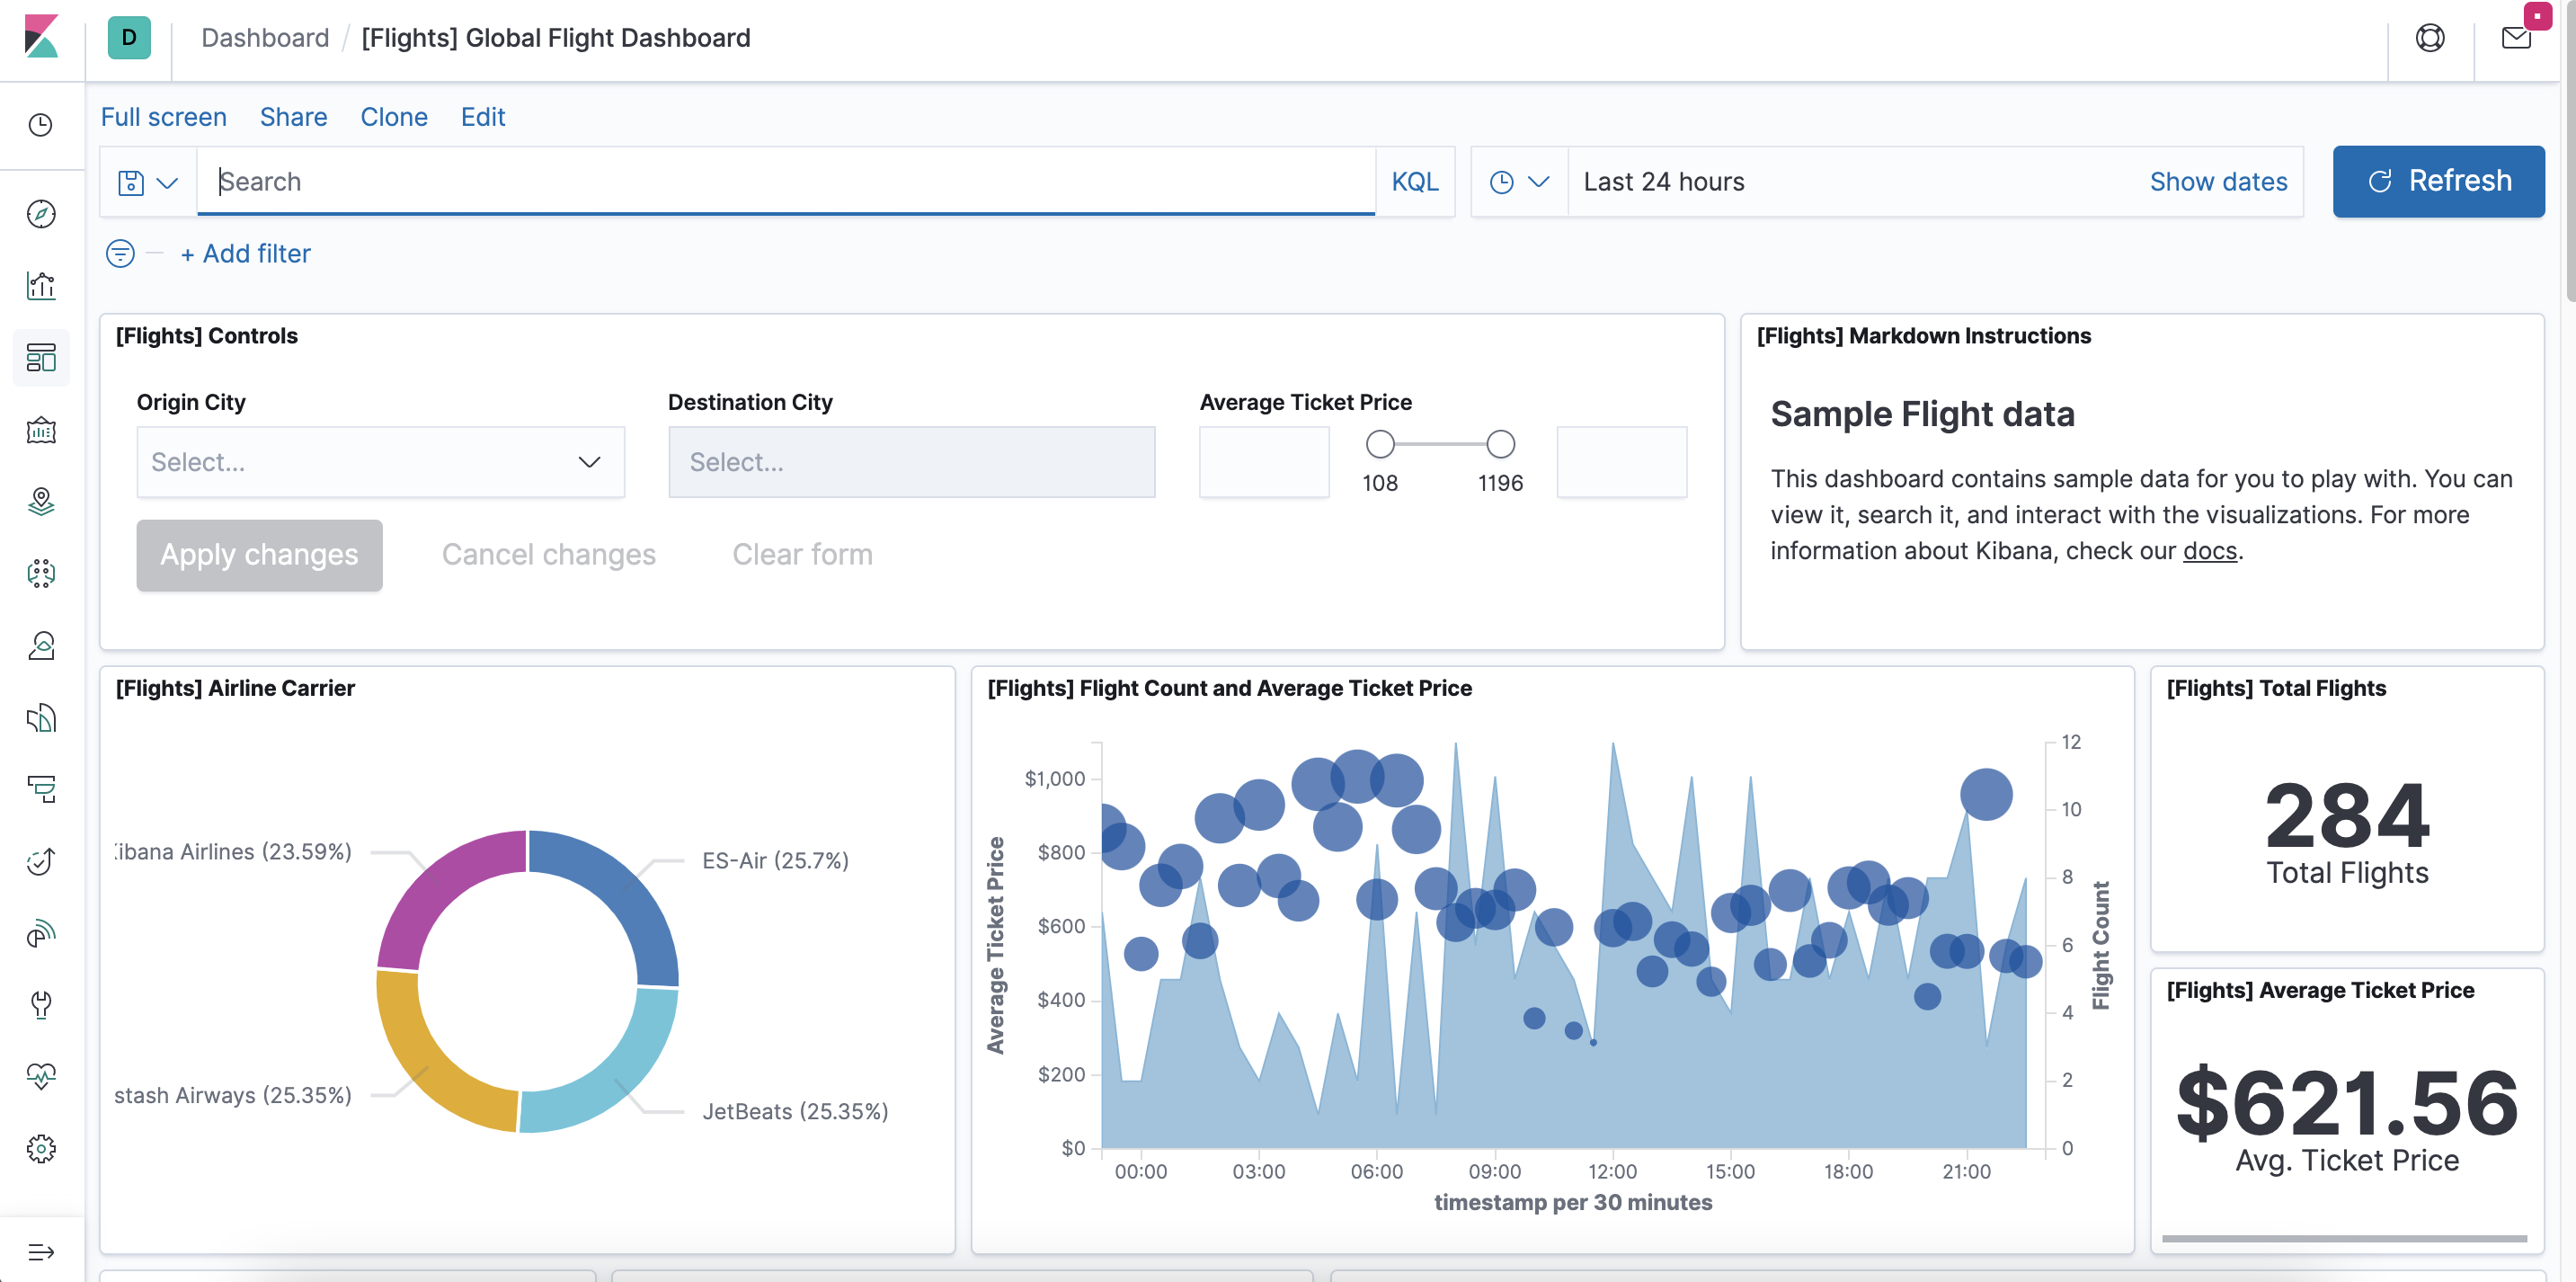 D Dashboard / [Flights] Global Flight Dashboard
Full screen Share Clone Edit
Search KQL Last 24 hours Show dates Refresh
+ Add filter
[Flights] Controls
Origin City Destination City Average Ticket Price
Select... Select...
108 1196
Apply changes Cancel changes Clear form
[Flights] Markdown Instructions
Sample Flight data
This dashboard contains sample data for you to play with. You can
view it, search it, and interact with the visualizations. For more
information about Kibana, check our docs.
[Flights] Airline Carrier
ibana Airlines (23.59%)
ES-Air (25.7%)
stash Airways (25.35%)
JetBeats (25.35%)
[Flights] Flight Count and Average Ticket Price
Average Ticket Price
$1,000
$800
$600
$400
$200
$0
12
10
8
6
4
2
0
Flight Count
00:00 03:00 06:00 09:00 12:00 15:00 18:00 21:00
timestamp per 30 minutes
[Flights] Total Flights
284
Total Flights
[Flights] Average Ticket Price
$621.56
Avg. Ticket Price